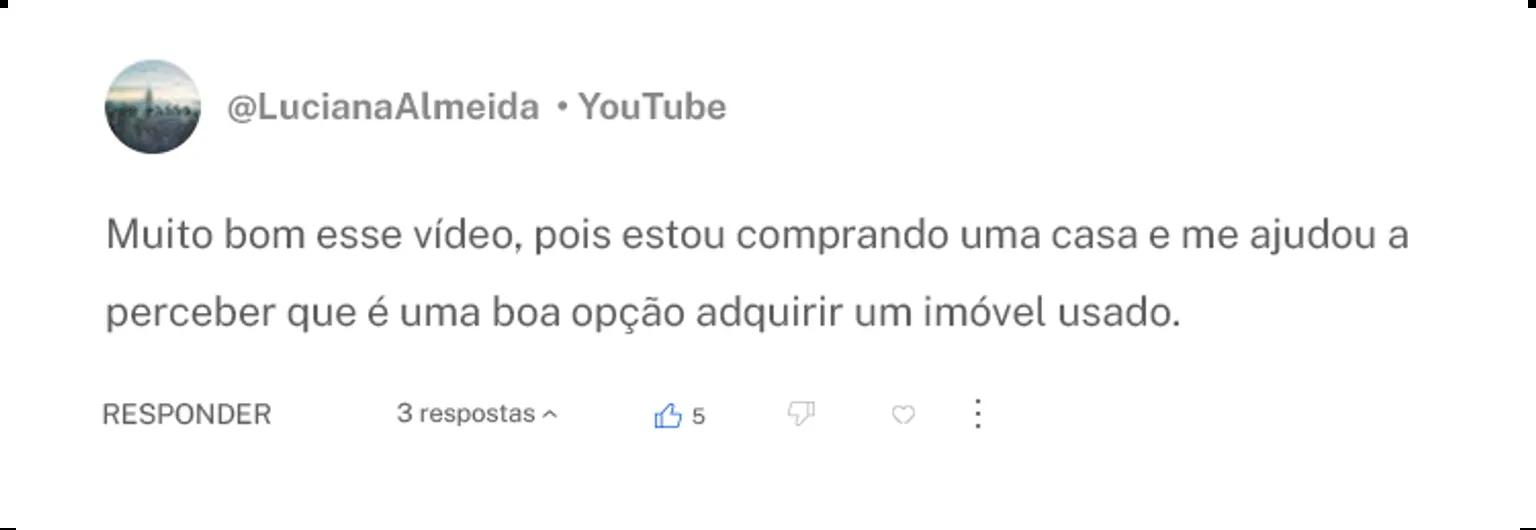 @LucianaAlmeida • YouTube
Muito bom esse vídeo, pois estou comprando uma casa e me ajudou a
perceber que é uma boa opção adquirir um imóvel usado.
RESPONDER 3 respostas 5